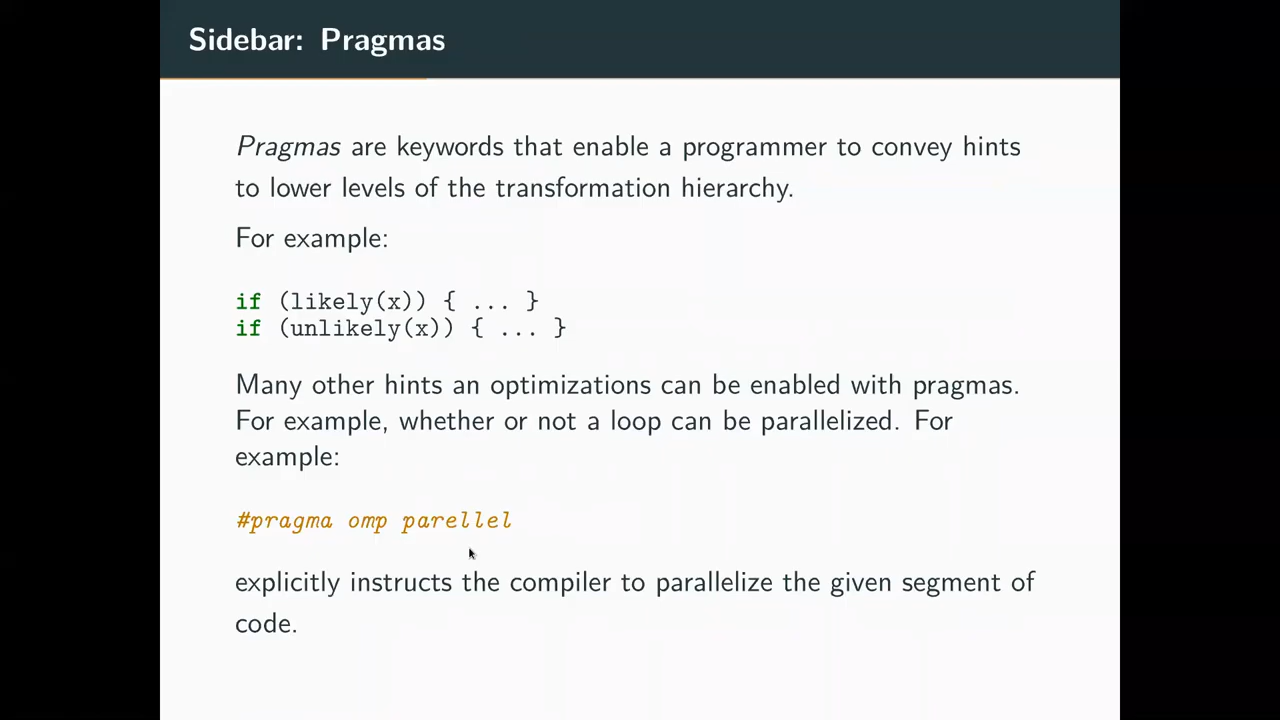 Sidebar: Pragmas
Pragmas are keywords that enable a programmer to convey hints
to lower levels of the transformation hierarchy.
For example:
if (likely(x)) { ... }
if (unlikely(x)) { ... }
Many other hints an optimizations can be enabled with pragmas.
For example, whether or not a loop can be parallelized. For
example:
#pragma omp parellel
explicitly instructs the compiler to parallelize the given segment of
code.